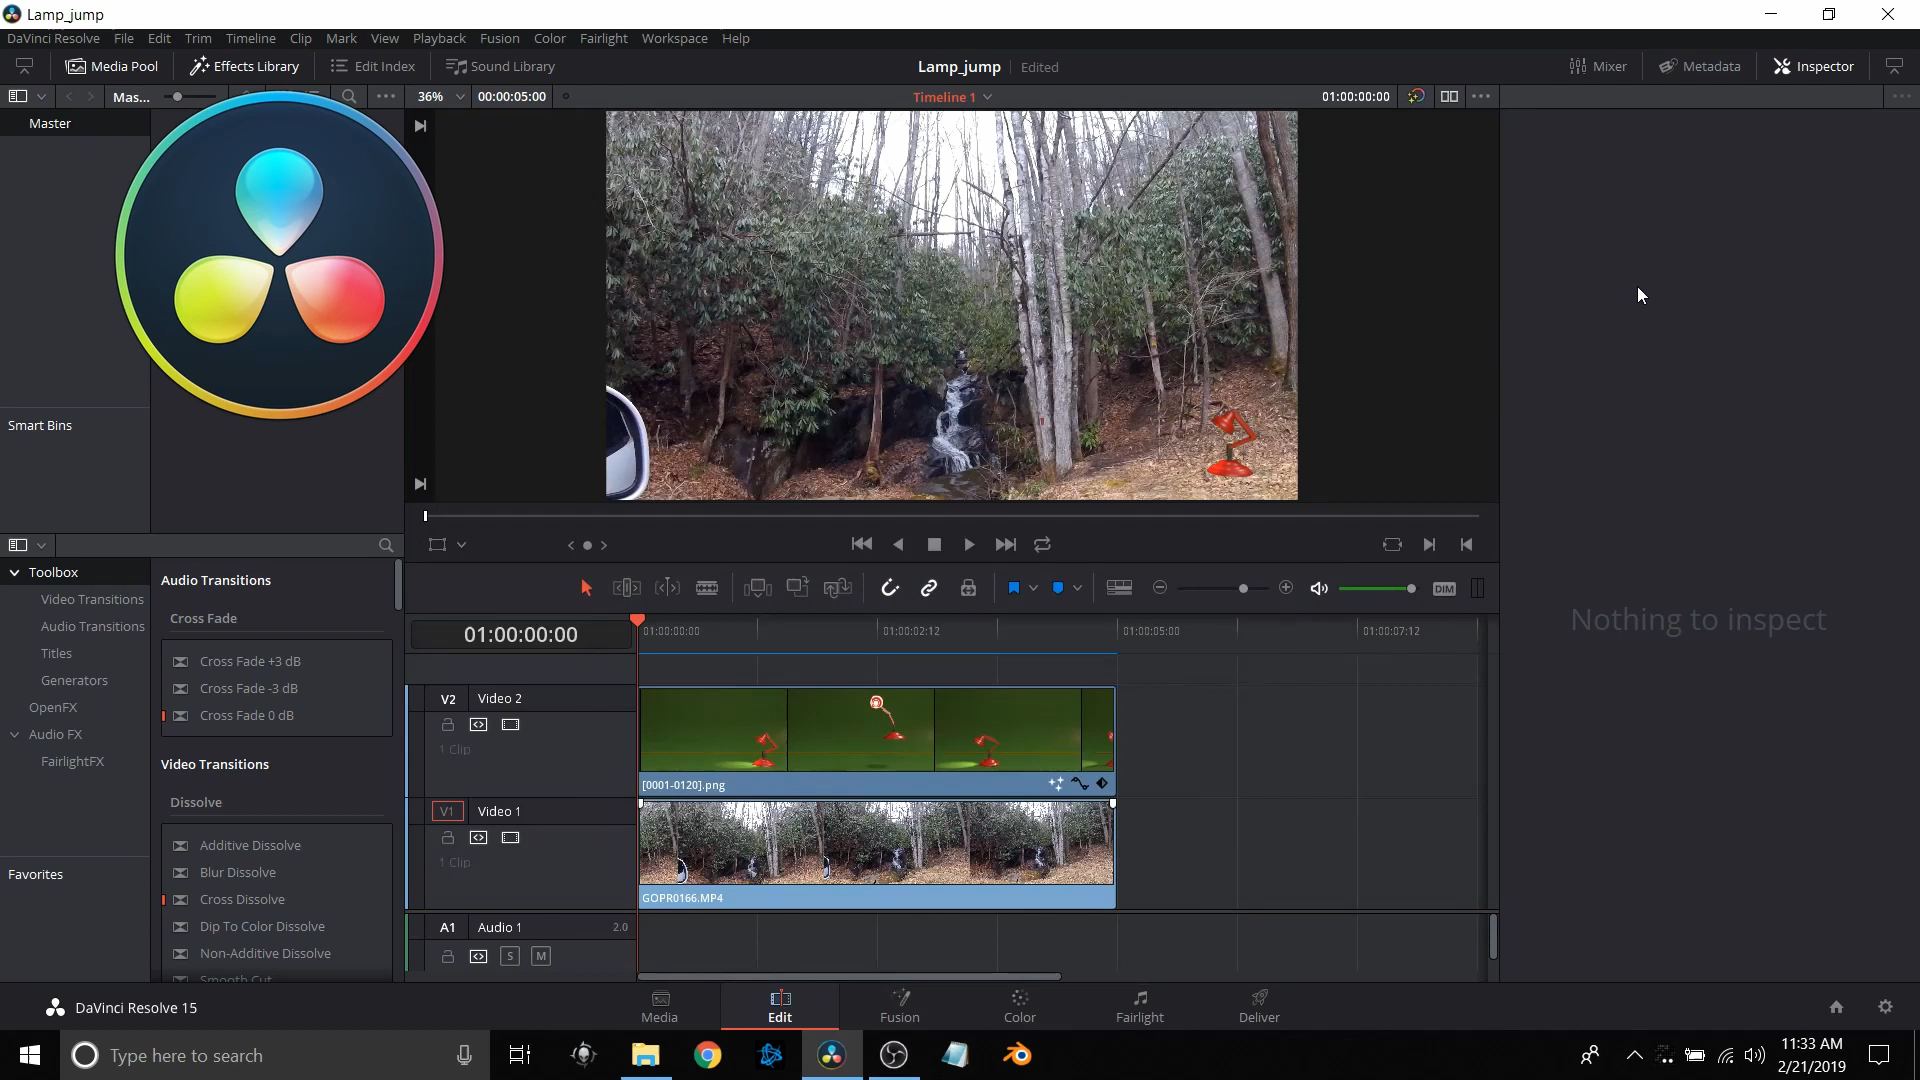 Lamp_jump
DaVinci Resolve File Edit Trim Timeline Clip Mark View Playback Fusion Color Fairlight Workspace Help
Media Pool Effects Library Edit Index Sound Library Lamp_jump Edited Mixer Metadata Inspector
Mas... 36% 00:00:05:00 Timeline 1 01:00:00:00
Master
Smart Bins
Toolbox
Video Transitions
Audio Transitions
Titles
Generators
OpenFX
Audio FX
FairlightFX
Favorites
Audio Transitions
Cross Fade
Cross Fade +3 dB
Cross Fade -3 dB
Cross Fade 0 dB
Video Transitions
Dissolve
Additive Dissolve
Blur Dissolve
Cross Dissolve
Dip To Color Dissolve
Non-Additive Dissolve
Smooth Cut
DIM
01:00:00:00 01:00:00:00 01:00:02:12 01:00:05:00 01:00:07:12
V2 Video 2
1 Clip
[0001-0120].png
V1 Video 1
1 Clip
GOPR0166.MP4
A1 Audio 1 2.0
S M
Nothing to inspect
DaVinci Resolve 15
Media Edit Fusion Color Fairlight Deliver
Type here to search
11:33 AM
2/21/2019